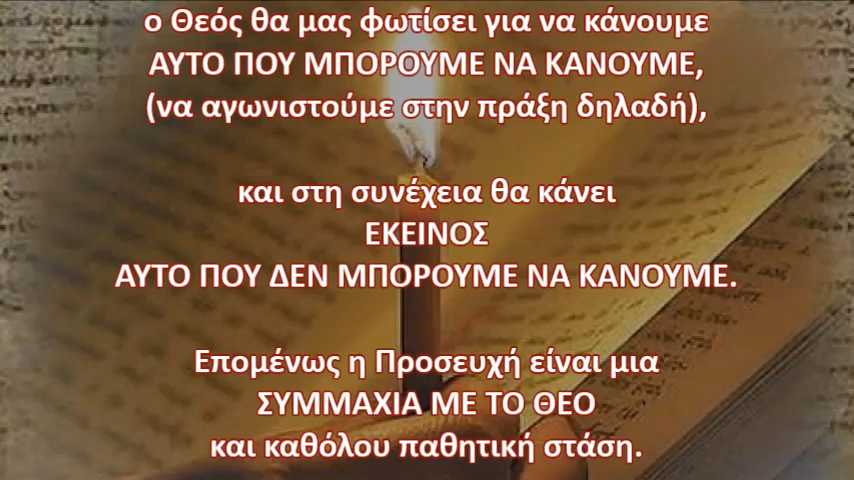 ο Θεός θα μας φωτίσει για να κάνουμε
ΑΥΤΟ ΠΟΥ ΜΠΟΡΟΥΜΕ ΝΑ ΚΑΝΟΥΜΕ,
(να αγωνιστούμε στην πράξη δηλαδή),
και στη συνέχεια θα κάνει
ΕΚΕΙΝΟΣ
ΑΥΤΟ ΠΟΥ ΔΕΝ ΜΠΟΡΟΥΜΕ ΝΑ ΚΑΝΟΥΜΕ.
Επομένως η Προσευχή είναι μια
ΣΥΜΜΑΧΙΑ ΜΕ ΤΟ ΘΕΟ
και καθόλου παθητική στάση.